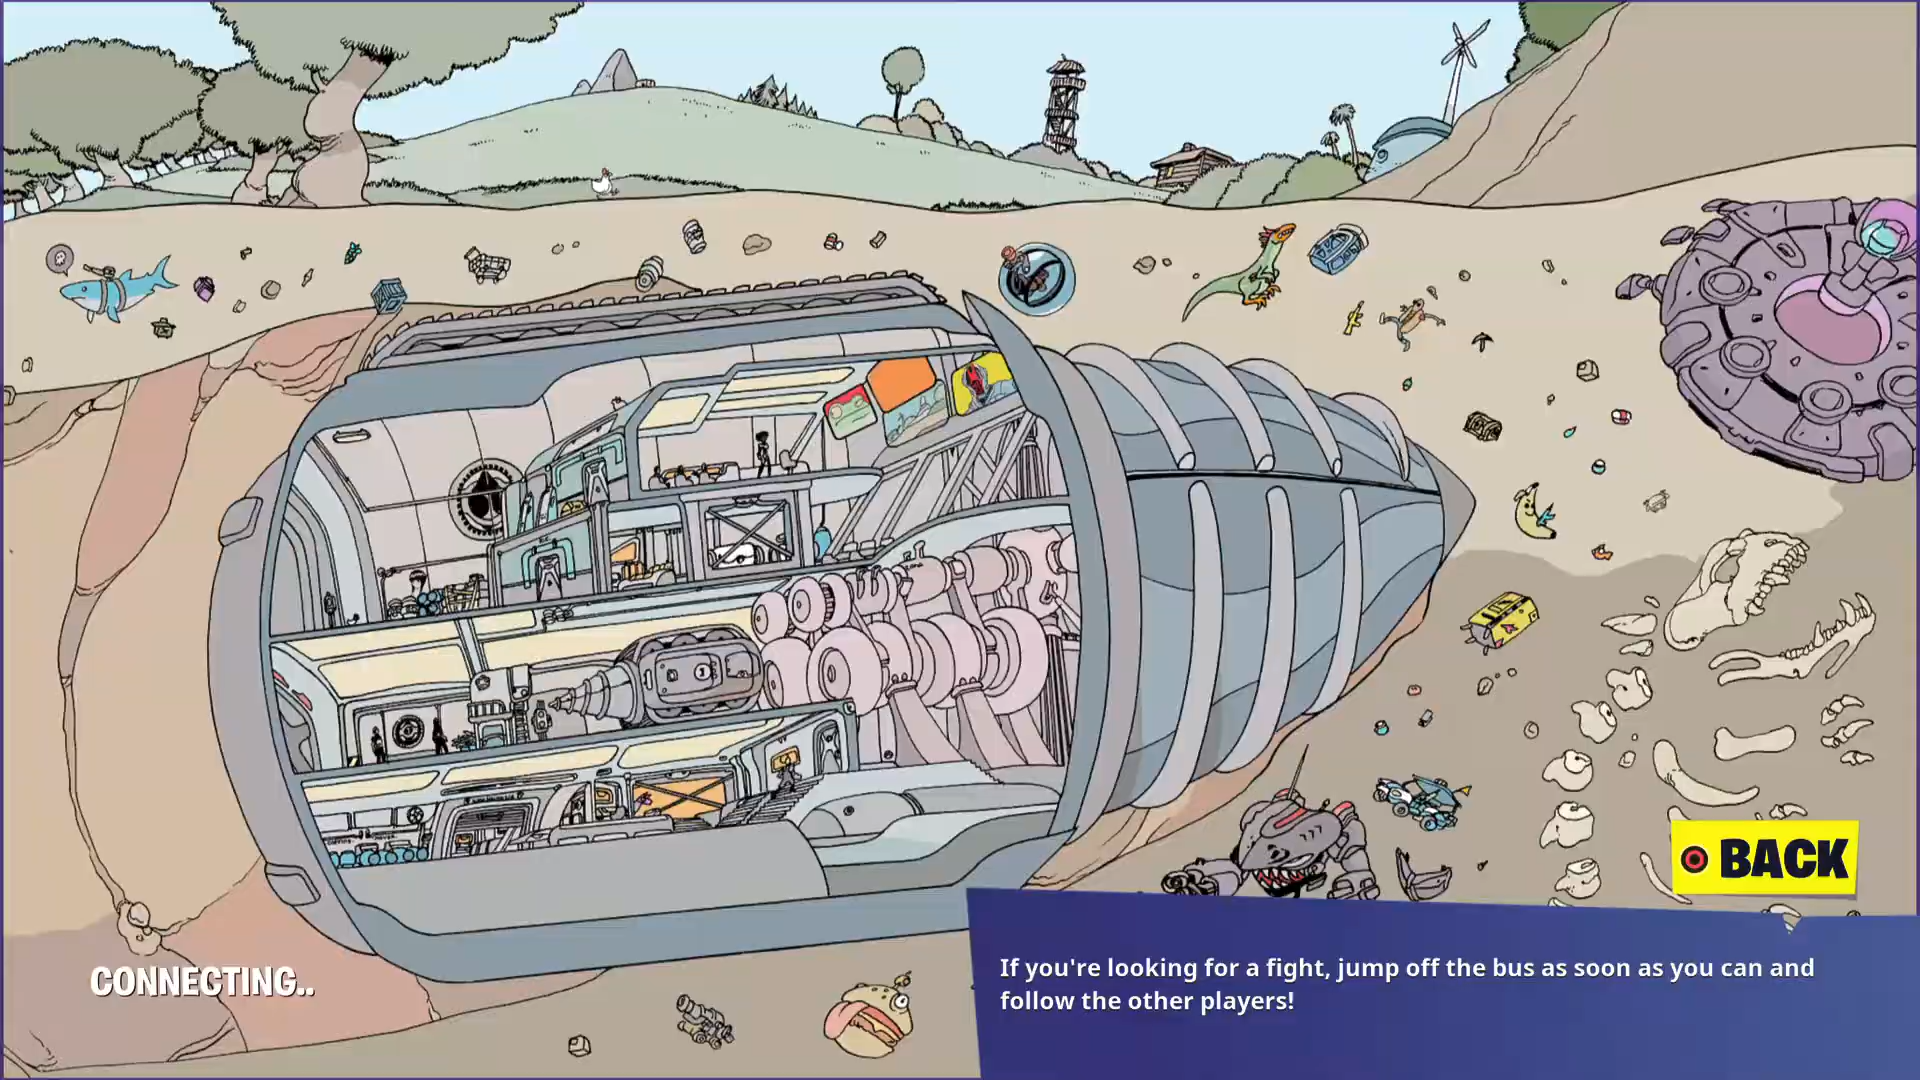 BACK
CONNECTING..
If you're looking for a fight, jump off the bus as soon as you can and
follow the other players!